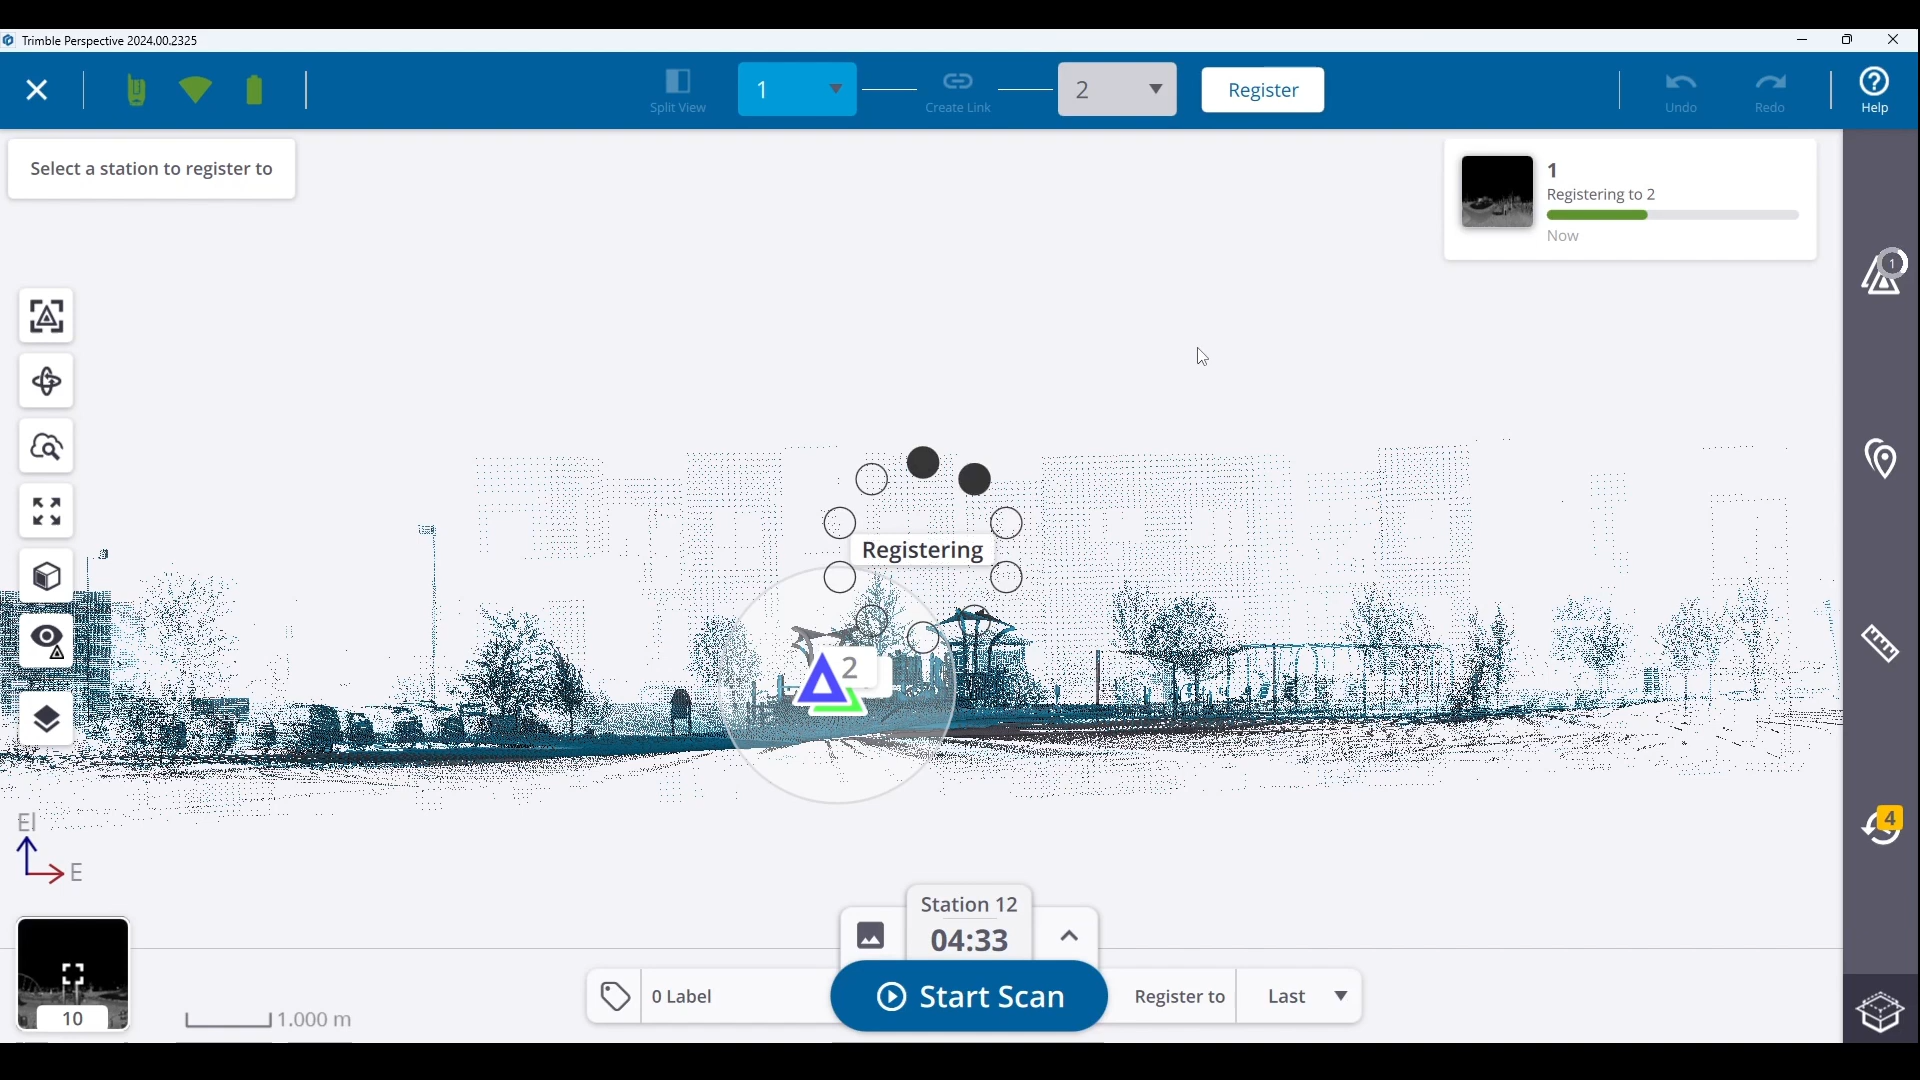 Trimble Perspective 2024.00.2325
Split View
1
Create Link
2
Register
Undo
Redo
Help
Select a station to register to
1
Registering to 2
Now
1
Registering
2
4
El
E
Station 12
04:33
10
1.000 m
0 Label
Start Scan
Register to
Last